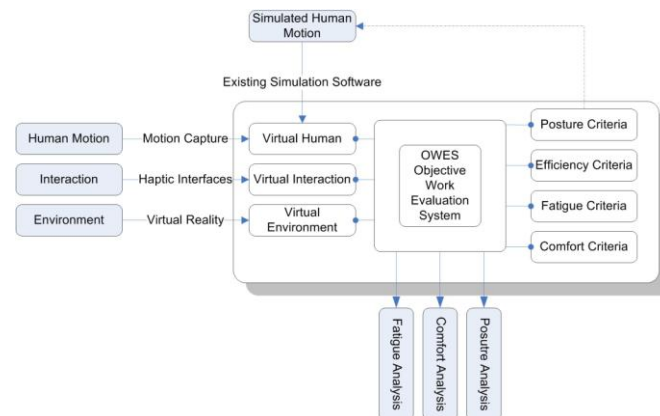 Simulated Human
Motion
Existing Simulation Software
Human Motion
Motion Capture
Virtual Human
Posture Criteria
Interaction
Haptic Interfaces
Virtual Interaction
OWES
Objective
Work
Evaluation
System
Efficiency Criteria
Environment
Virtual Reality
Virtual
Environment
Fatigue Criteria
Comfort Criteria
Fatigue Analysis
Comfort Analysis
Posutre Analysis